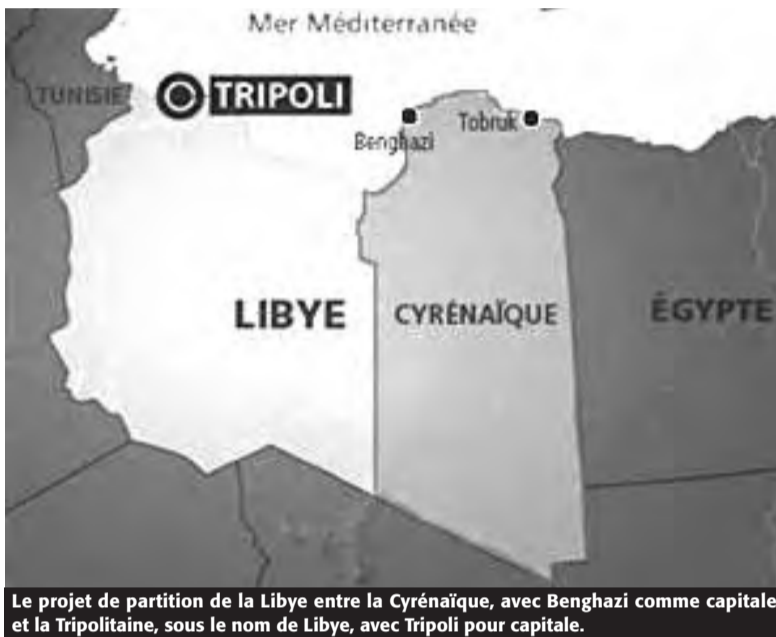 Mer Méditerranée
TUNISIE
TRIPOLI
Benghazi
Tobruk
LIBYE
CYRÉNAÏQUE
ÉGYPTE
Le projet de partition de la Libye entre la Cyrénaïque, avec Benghazi comme capitale
et la Tripolitaine, sous le nom de Libye, avec Tripoli pour capitale.